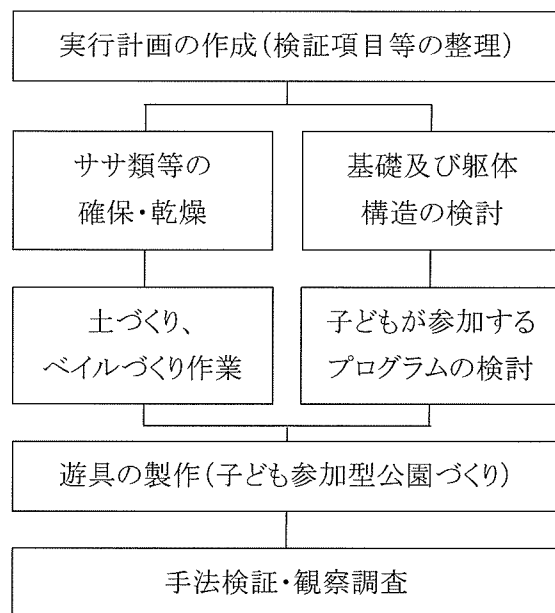 実行計画の作成（検証項目等の整理）
ササ類等の
確保・乾燥
基礎及び躯体
構造の検討
土づくり、
ベイルづくり作業
子どもが参加する
プログラムの検討
遊具の製作（子ども参加型公園づくり）
手法検証・観察調査